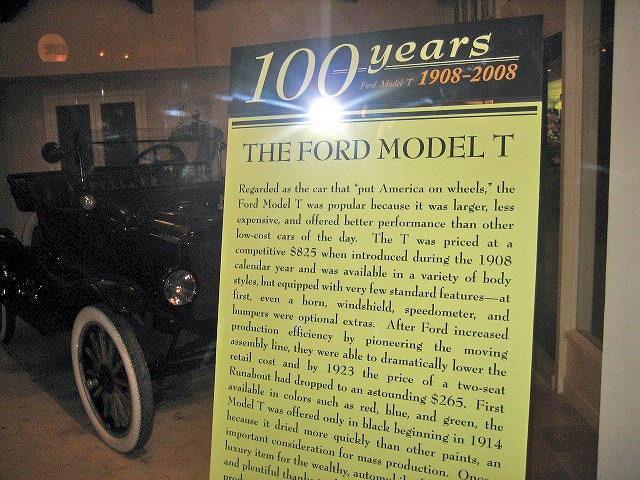 100 years
Ford Model T 1908-2008
THE FORD MODEL T
Regarded as the car that "put America on wheels," the
Ford Model T was popular because it was larger, less
expensive, and offered better performance than other
low-cost cars of the day. The T was priced at a
competitive $825 when introduced during the 1908
calendar year and was available in a variety of body
styles, but equipped with very few standard features—at
first, even a horn, windshield, speedometer, and
bumpers were optional extras. After Ford increased
production efficiency by pioneering the moving
assembly line, they were able to dramatically lower the
retail cost and by 1923 the price of a two-seat
Runabout had dropped to an astounding $265. First
available in colors such as red, blue, and green, the
Model T was offered only in black beginning in 1914
because it dried more quickly than other paints, an
important consideration for mass production. Once
luxury item for the wealthy,
and plentiful